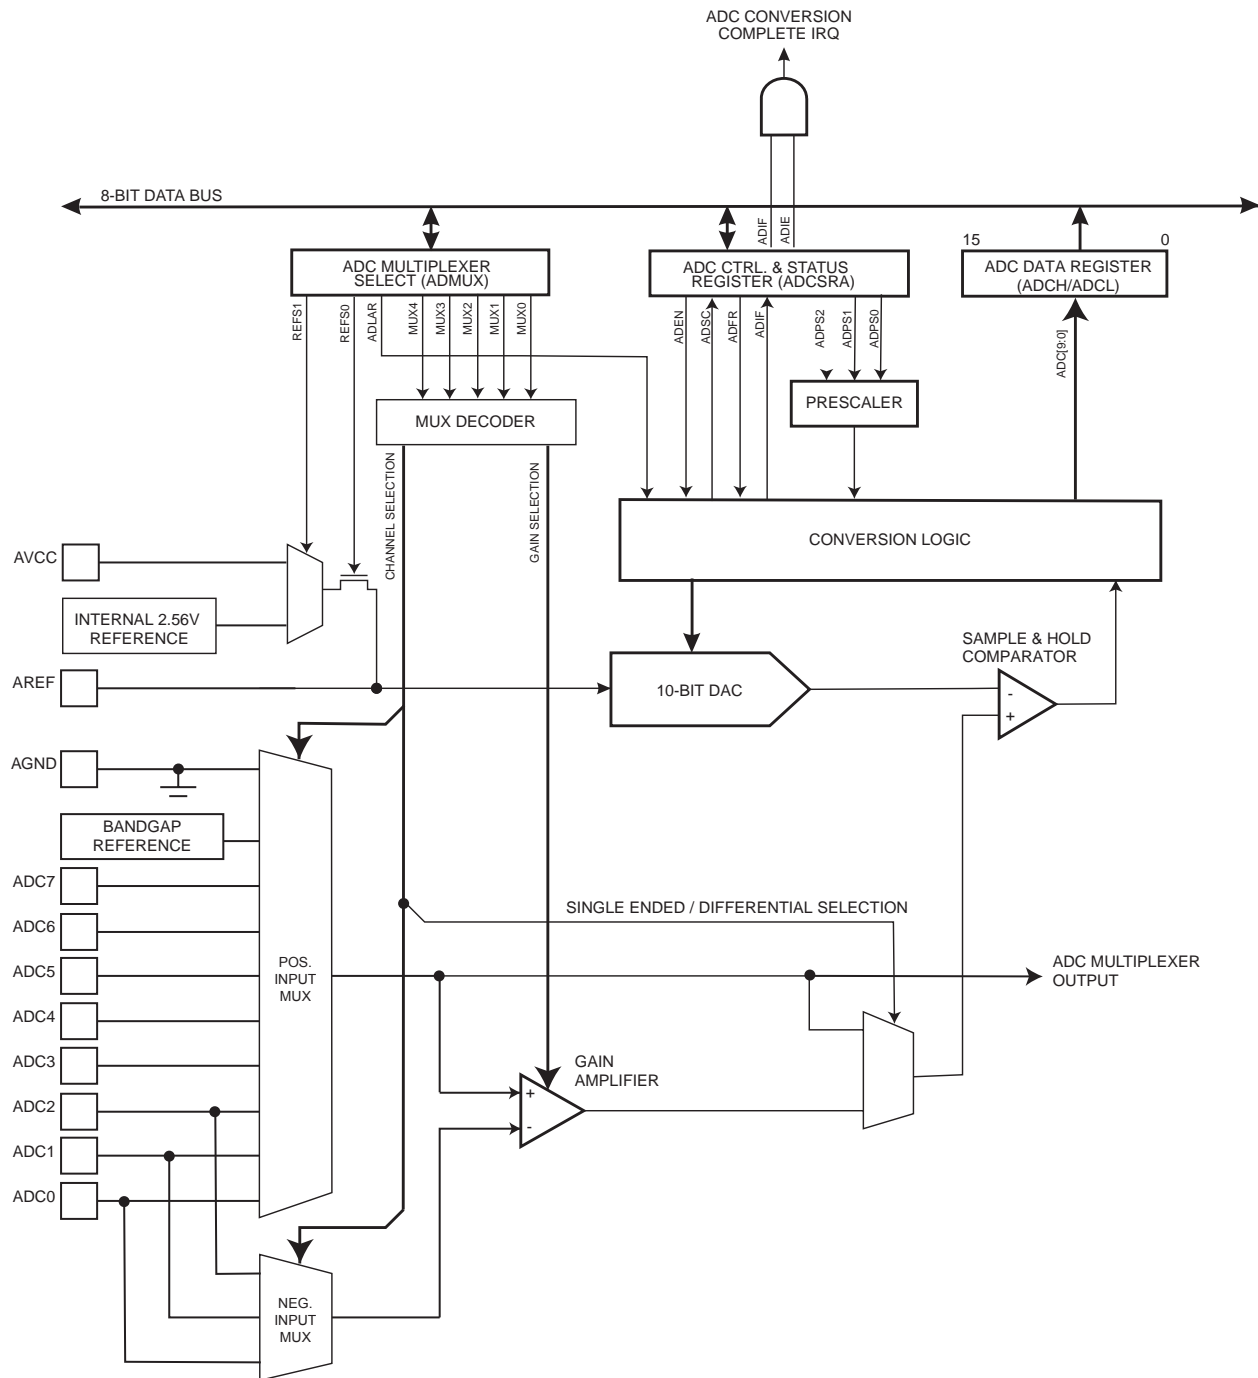 ADC CONVERSION
COMPLETE IRQ
8-BIT DATA BUS
ADIF
ADIE
15
0
ADC MULTIPLEXER
SELECT (ADMUX)
ADC CTRL. & STATUS
REGISTER (ADCSRA)
ADC DATA REGISTER
(ADCH/ADCL)
REFS1
REFS0
ADLAR
MUX4
MUX3
MUX2
MUX1
MUX0
ADEN
ADSC
ADFR
ADIF
ADPS2
ADPS1
ADPS0
ADC[9:0]
MUX DECODER
PRESCALER
CHANNEL SELECTION
GAIN SELECTION
CONVERSION LOGIC
AVCC
INTERNAL 2.56V
REFERENCE
SAMPLE & HOLD
COMPARATOR
AREF
10-BIT DAC
-
+
AGND
BANDGAP
REFERENCE
ADC7
SINGLE ENDED / DIFFERENTIAL SELECTION
ADC6
ADC5
POS.
INPUT
MUX
ADC MULTIPLEXER
OUTPUT
ADC4
ADC3
GAIN
AMPLIFIER
+
-
ADC2
ADC1
ADC0
NEG.
INPUT
MUX